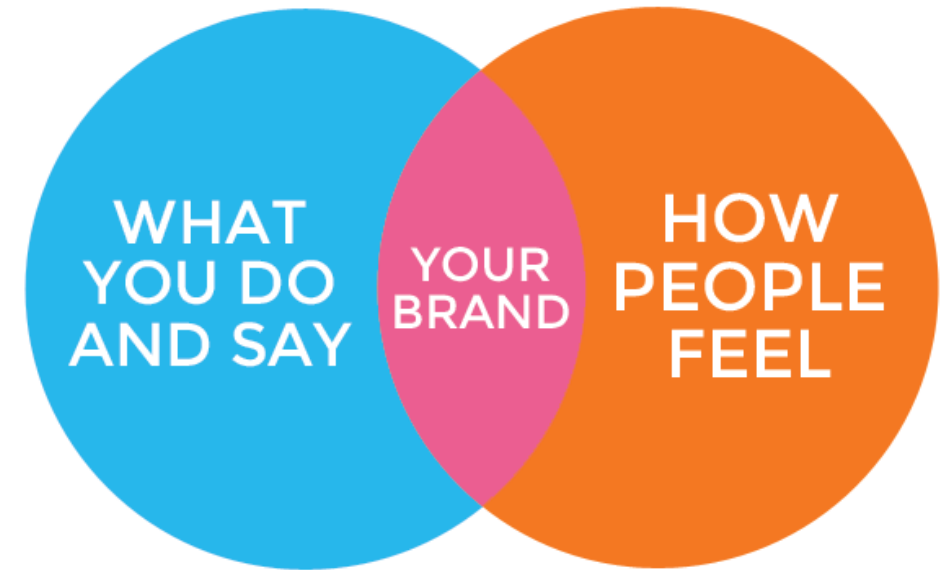 WHAT
YOU DO
AND SAY
YOUR
BRAND
HOW
PEOPLE
FEEL